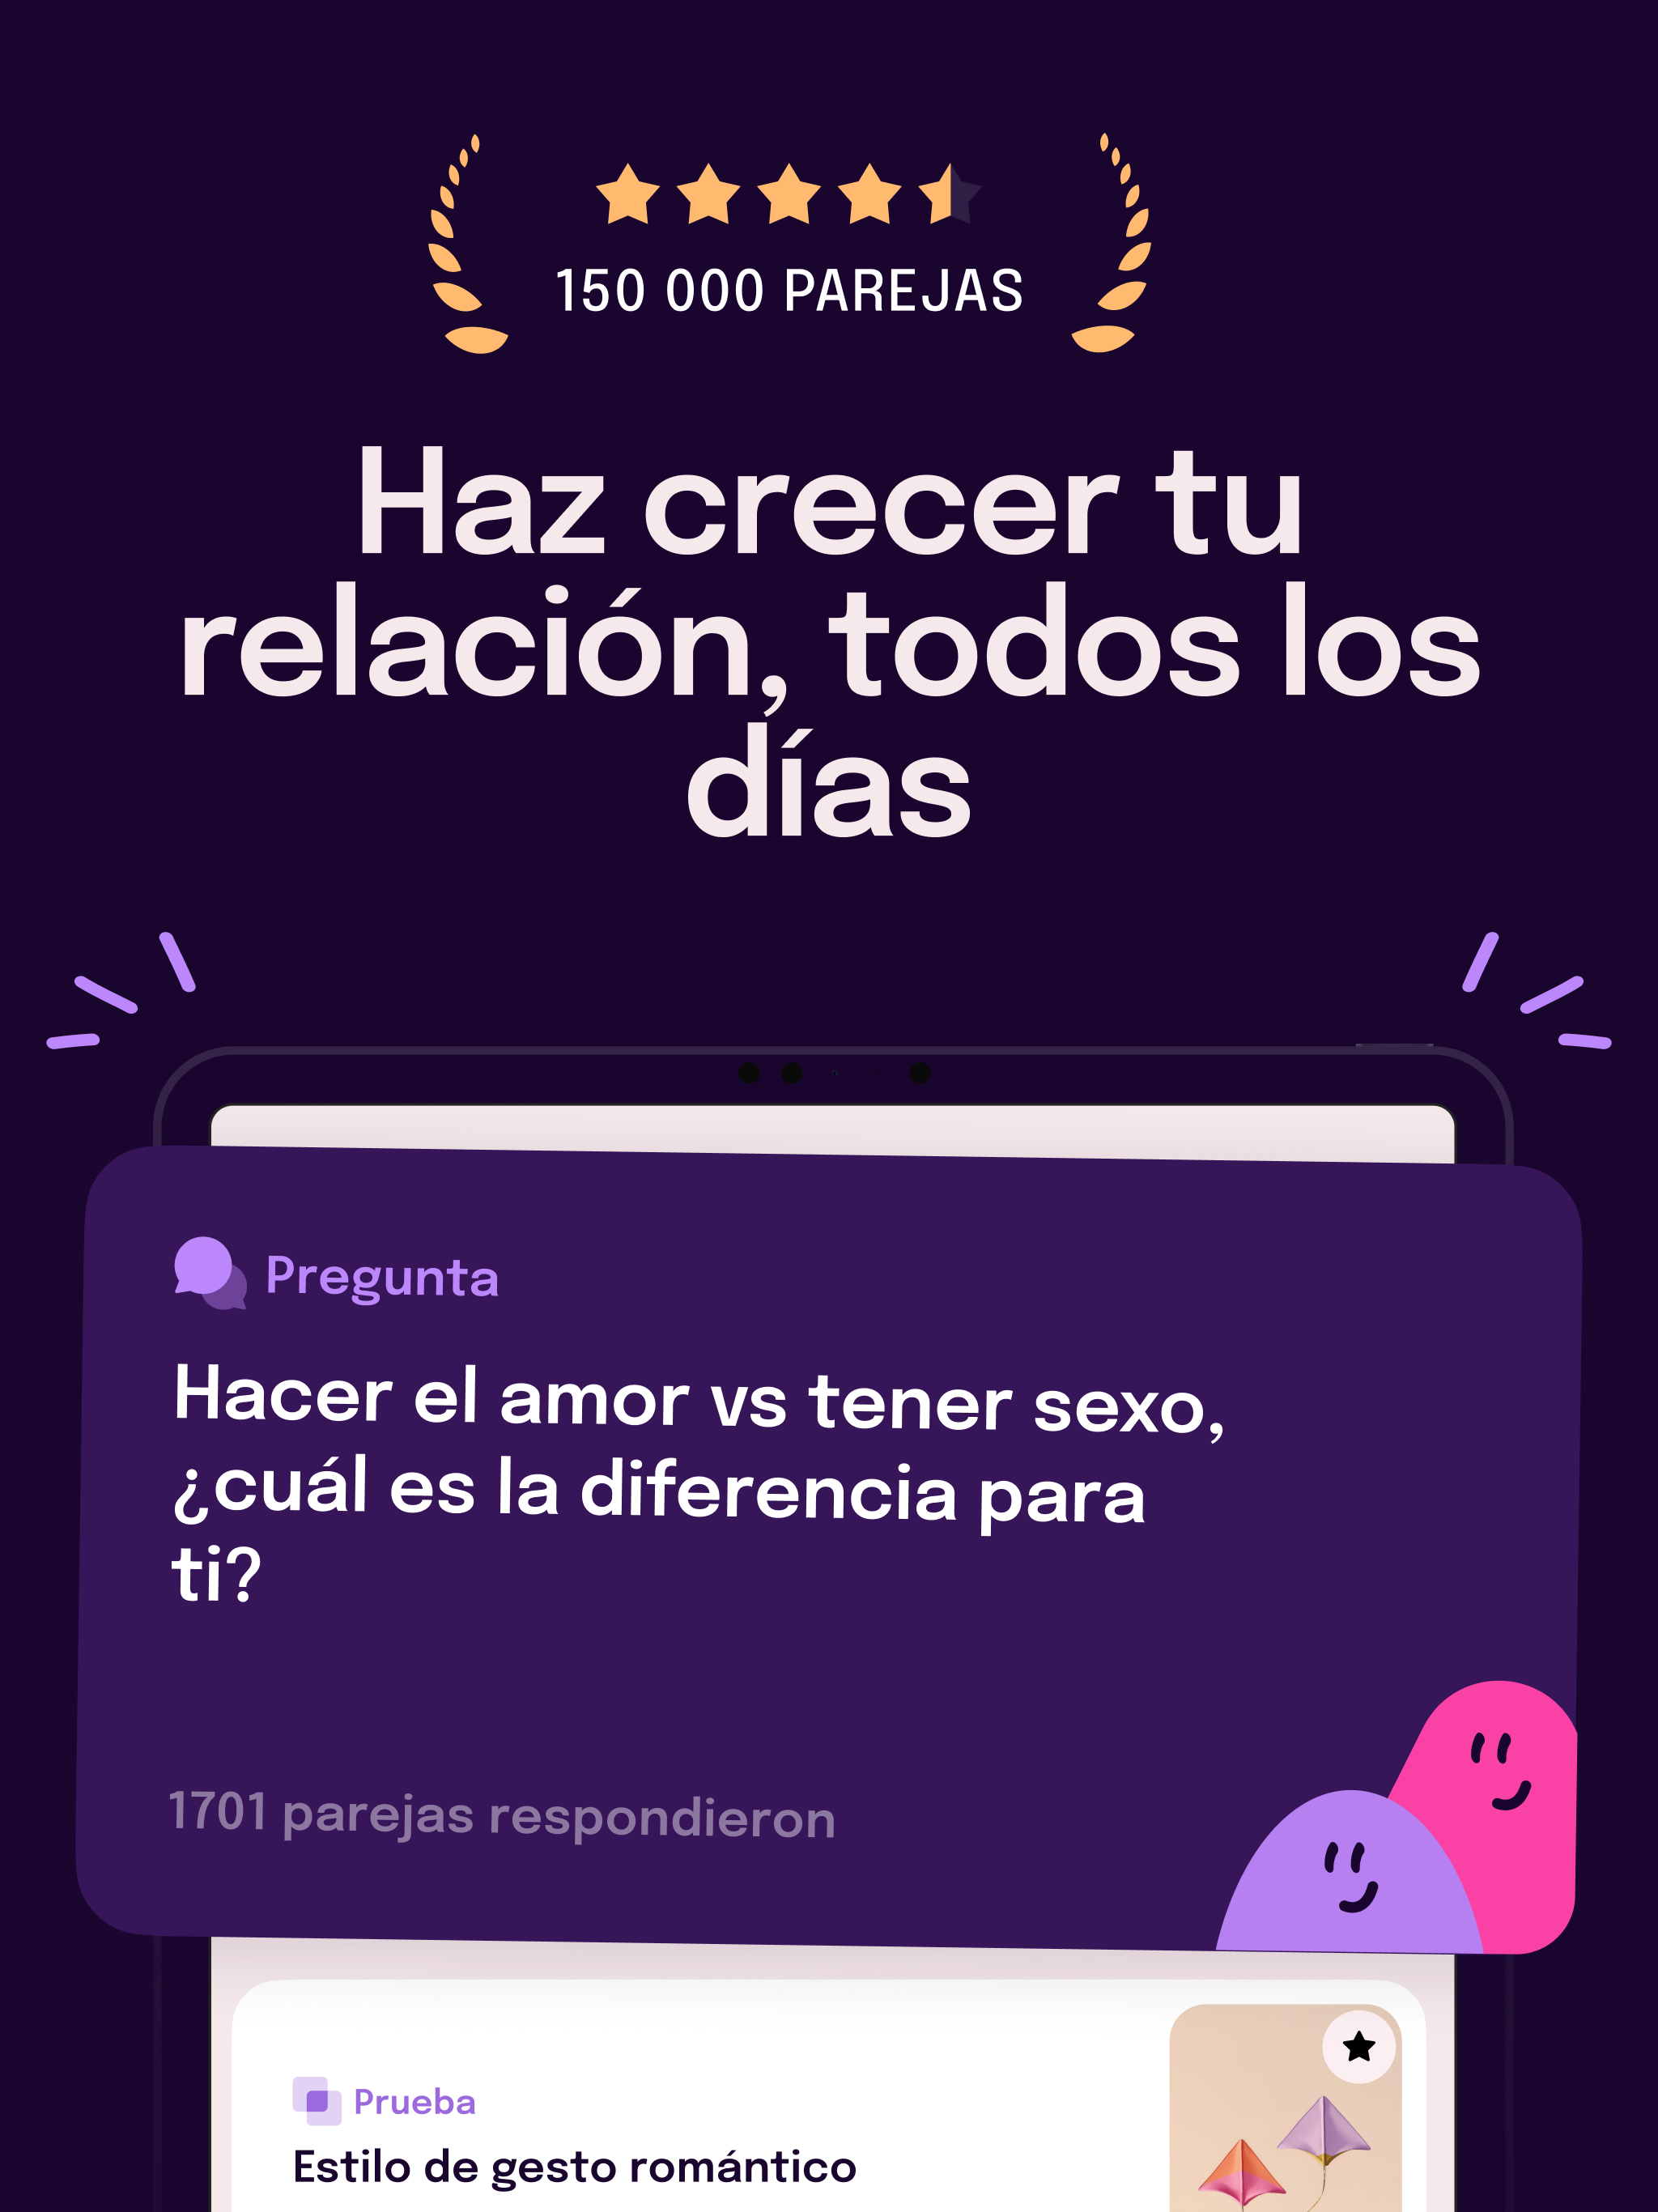 150 000 PAREJAS
Haz crecer tu
relación, todos los
días
Pregunta
Hacer el amor vs tener sexo,
¿cuál es la diferencia para
ti?
1701 parejas respondieron
Prueba
Estilo de gesto romántico